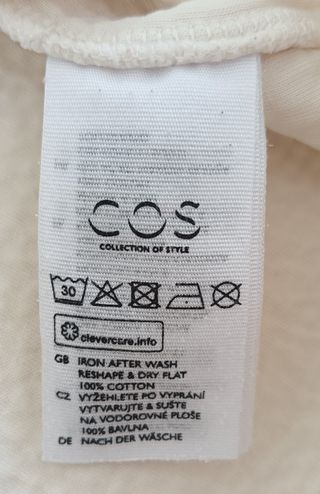 COS
COLLECTION OF STYLE
30
clevercare.info
GB IRON AFTER WASH
RESHAPE & DRY FLAT
100% COTTON
CZ VYŽEHLETE PO VYPRÁNÍ
VYTVARUJTE & SUŠTE
NA VODOROVNÉ PLOŠE
100% BAVLNA
DE NACH DER WÄSCHE